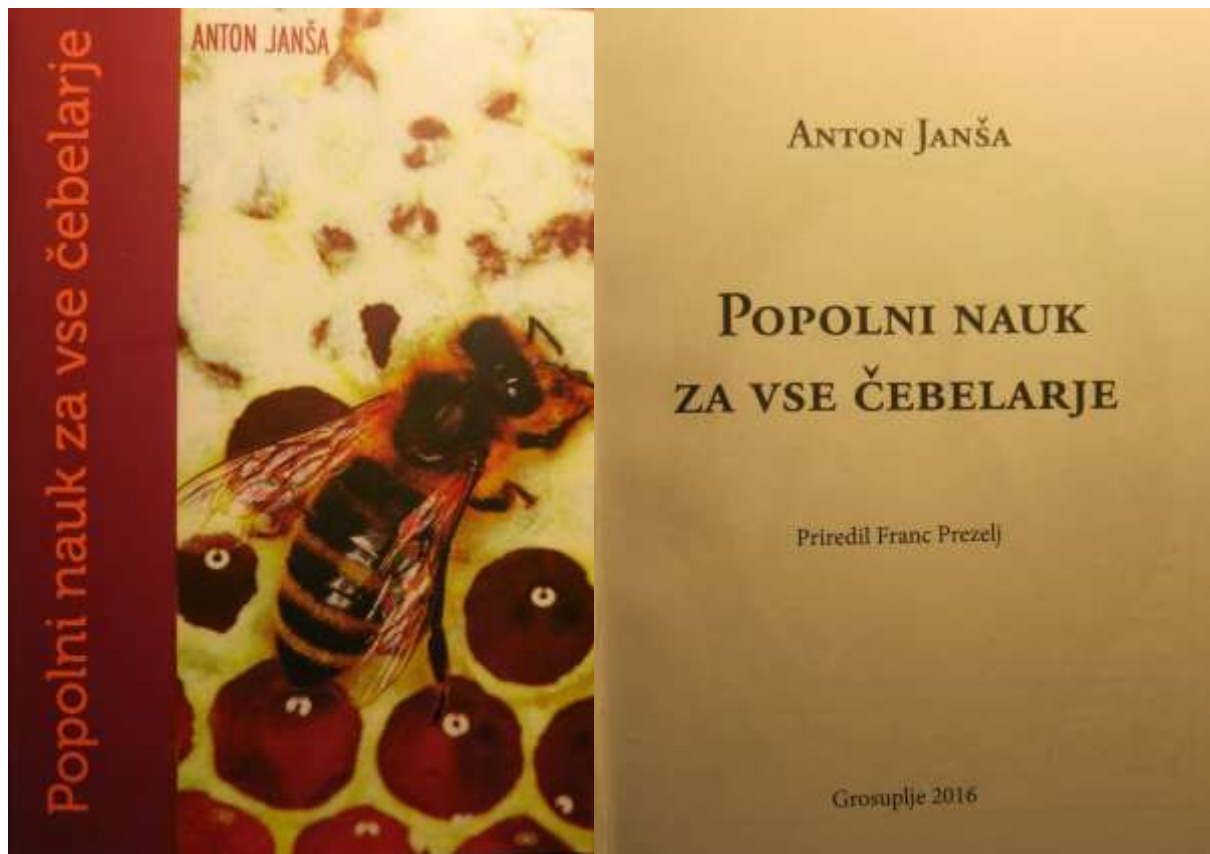 Popolni nauk za vse čebelarje
ANTON JANŠA
ANTON JANŠA
POPOLNI NAUK
ZA VSE ČEBELARJE
Priredil Franc Prezelj
Grosuplje 2016